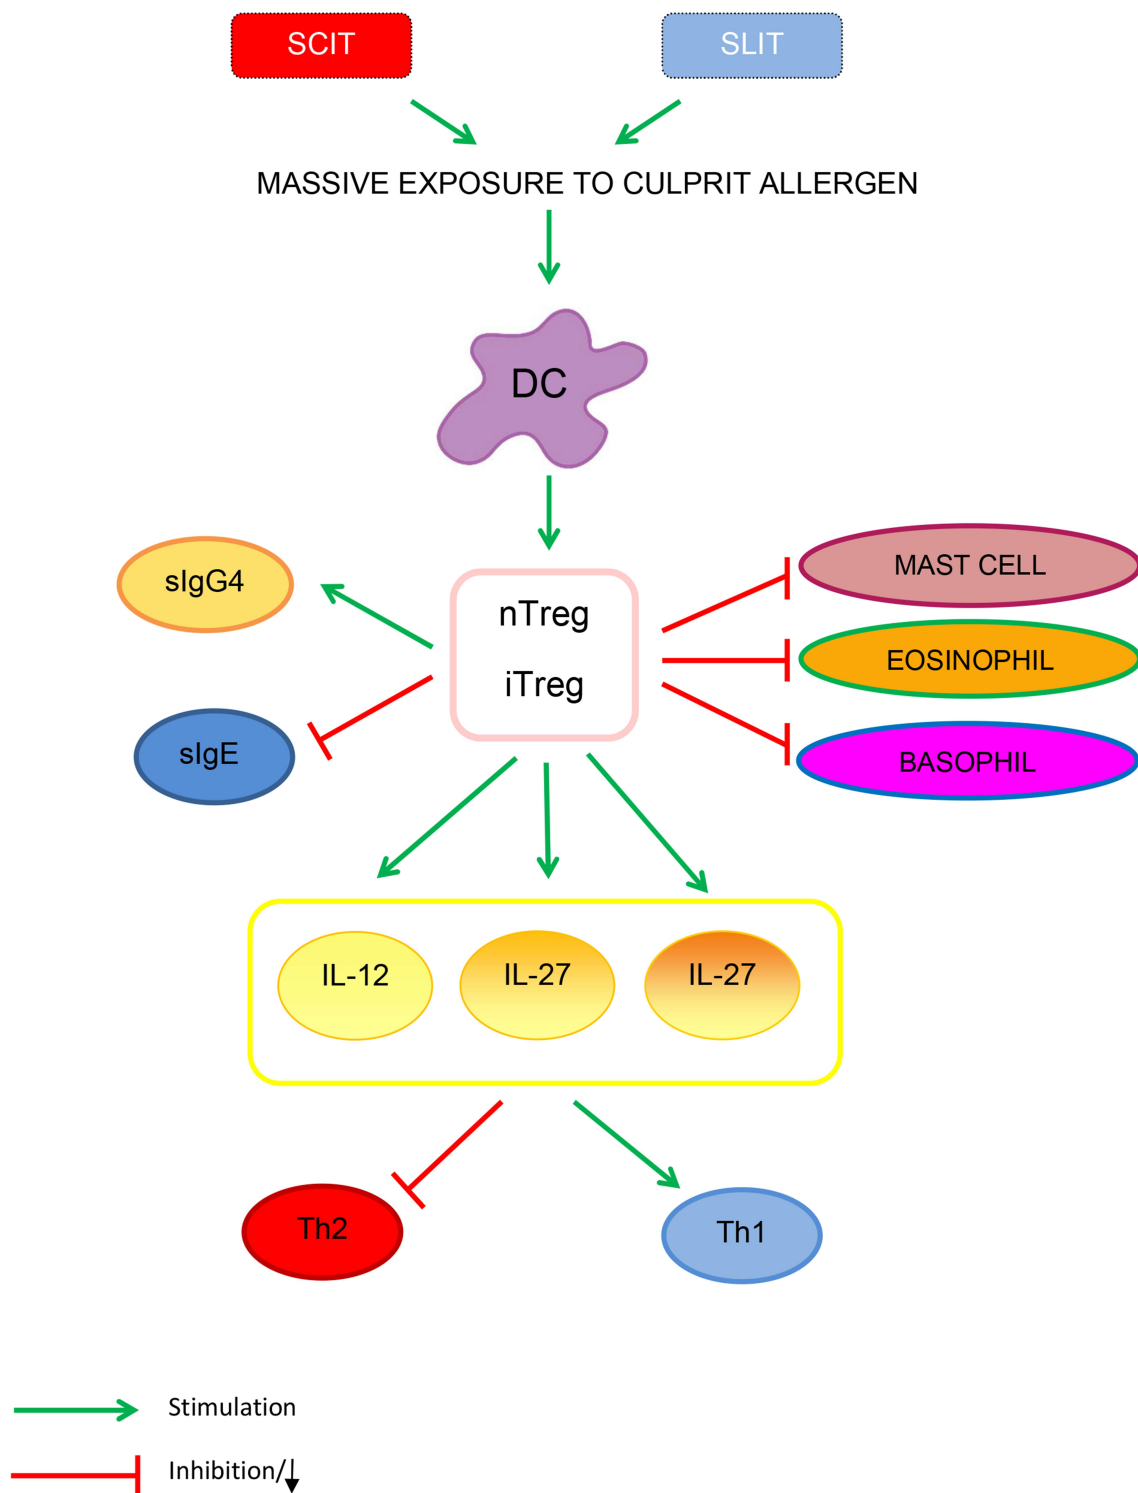 SCIT
SLIT
MASSIVE EXPOSURE TO CULPRIT ALLERGEN
DC
sIgG4
nTreg
iTreg
MAST CELL
EOSINOPHIL
sIgE
BASOPHIL
IL-12
IL-27
IL-27
Th2
Th1
Stimulation
Inhibition/↓